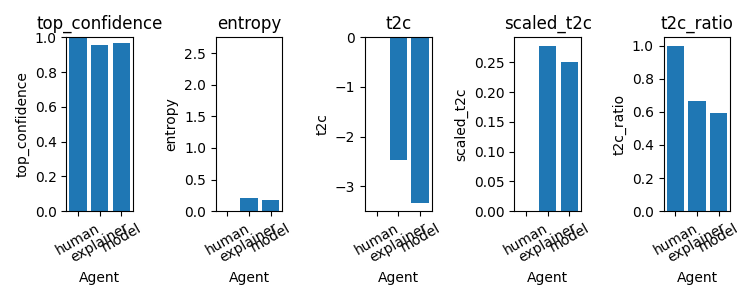 top_confidence
entropy
t2c
scaled_t2c
t2c_ratio
top_confidence
1.0
0.8
0.6
0.4
0.2
0.0
human
explainer
model
Agent
entropy
2.5
2.0
1.5
1.0
0.5
0.0
human
explainer
model
Agent
t2c
0
−1
−2
−3
human
explainer
model
Agent
scaled_t2c
0.25
0.20
0.15
0.10
0.05
0.00
human
explainer
model
Agent
t2c_ratio
1.0
0.8
0.6
0.4
0.2
0.0
human
explainer
model
Agent